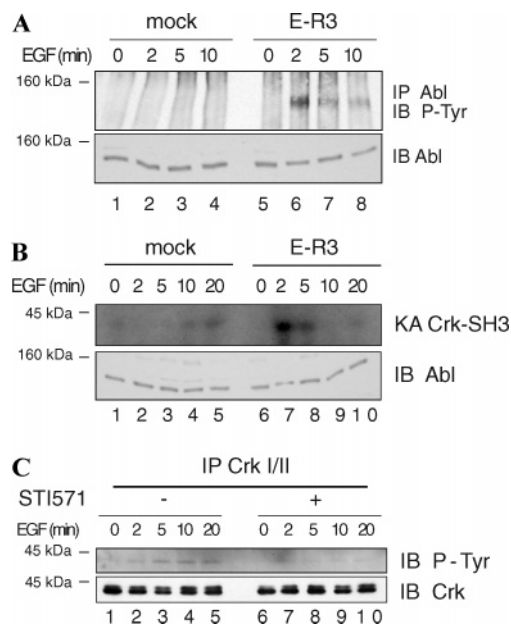 A
mock E-R3
EGF (min) 0 2 5 10 0 2 5 10
160 kDa
IP Abl
IB P-Tyr
160 kDa
IB Abl
1 2 3 4 5 6 7 8
B
mock E-R3
EGF (min) 0 2 5 10 20 0 2 5 10 20
45 kDa
KA Crk-SH3
160 kDa
IB Abl
1 2 3 4 5 6 7 8 9 1 0
C
IP Crk I/II
STI571 - +
EGF (min) 0 2 5 10 20 0 2 5 10 20
45 kDa
IB P-Tyr
45 kDa
IB Crk
1 2 3 4 5 6 7 8 9 1 0